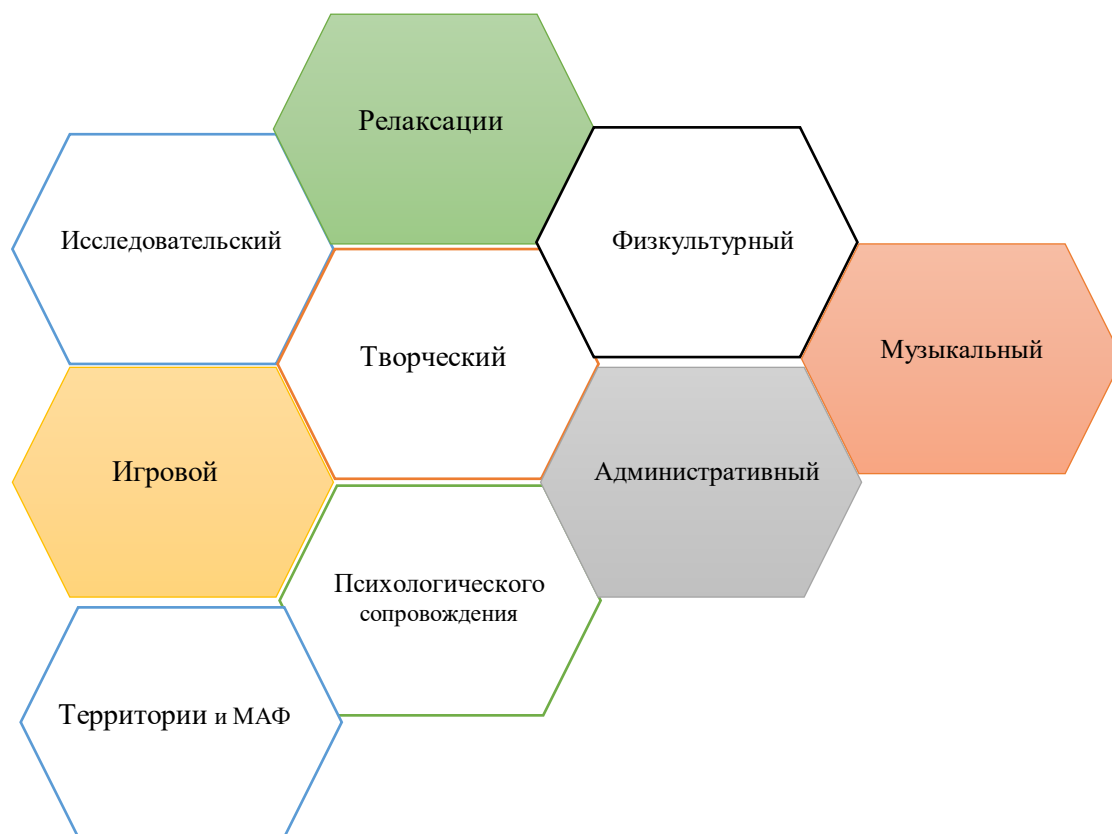 Релаксации
Исследовательский
Физкультурный
Творческий
Музыкальный
Игровой
Административный
Психологического
сопровождения
Территории и МАФ